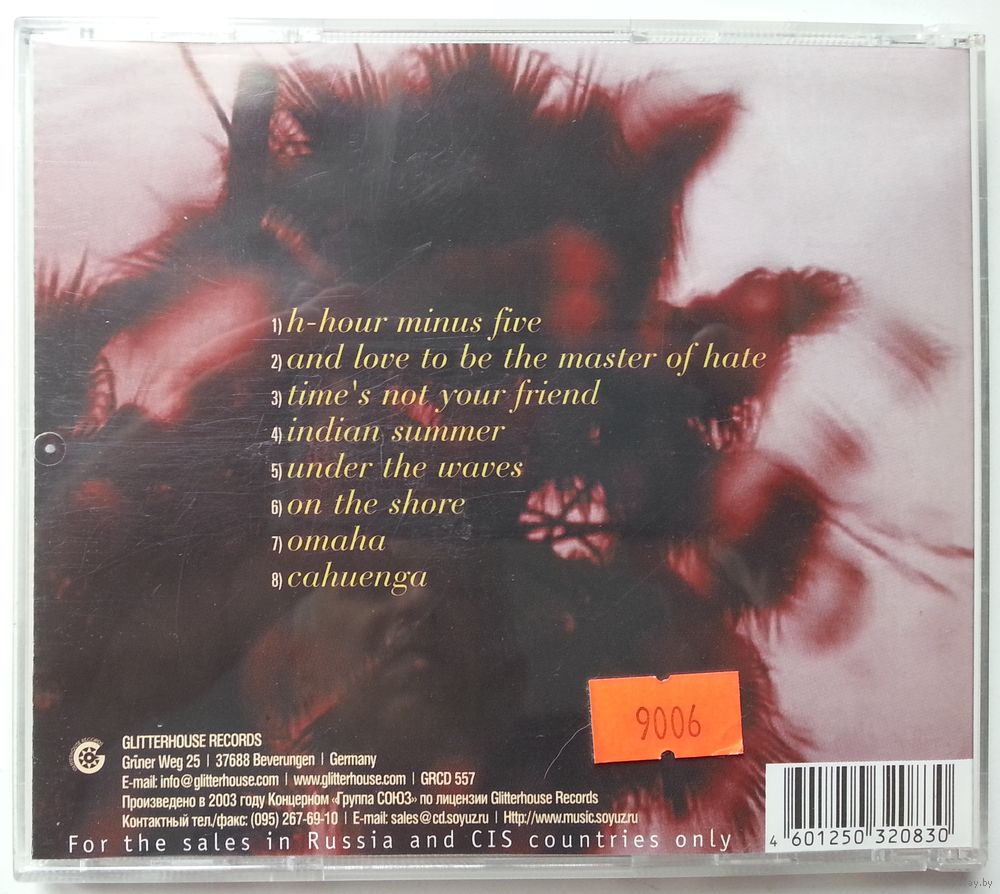 1) h-hour minus five
2) and love to be the master of hate
3) time's not your friend
4) indian summer
5) under the waves
6) on the shore
7) omaha
8) cahuenga
9006
GLITTERHOUSE RECORDS
Grüner Weg 25 | 37688 Beverungen | Germany
E-mail: info@glitterhouse.com | www.glitterhouse.com | GRCD 557
Произведено в 2003 году Концерном «Группа СОЮЗ» по лицензии Glitterhouse Records
Контактный тел./факс: (095) 267-69-10 | E-mail: sales@cd.soyuz.ru | Http://www.music.soyuz.ru
For the sales in Russia and CIS countries only
4 601250 320830
ay.by